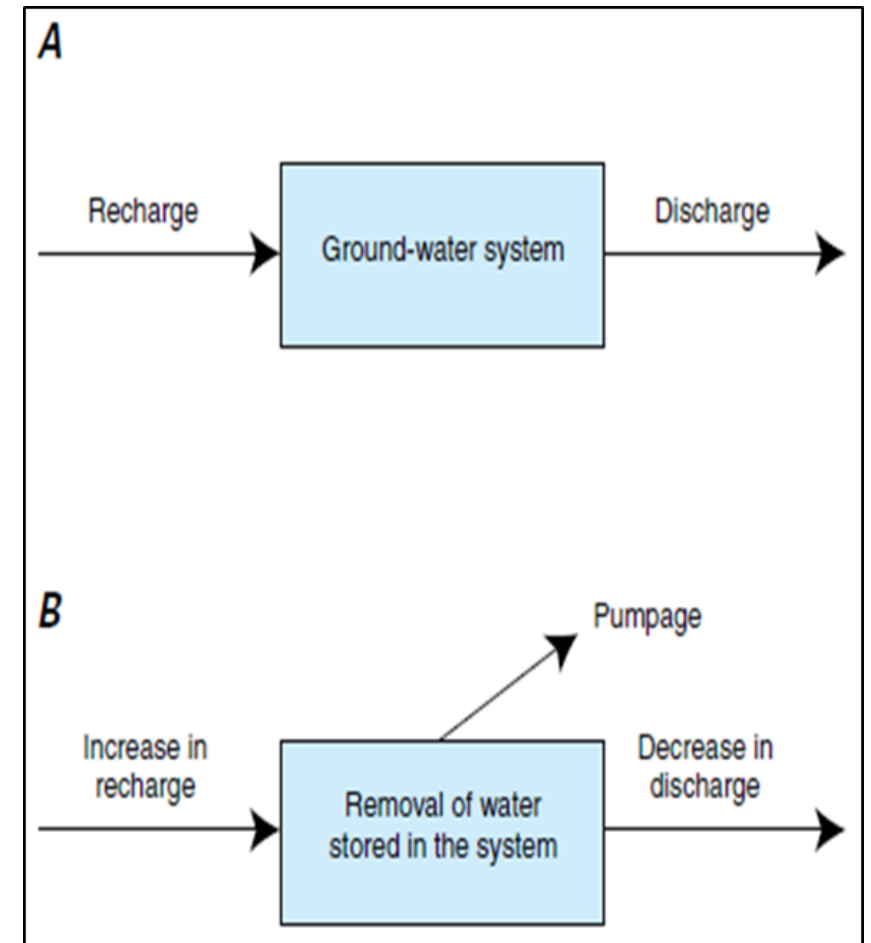 A
Recharge
Discharge
Ground-water system
B
Pumpage
Increase in
recharge
Decrease in
discharge
Removal of water
stored in the system